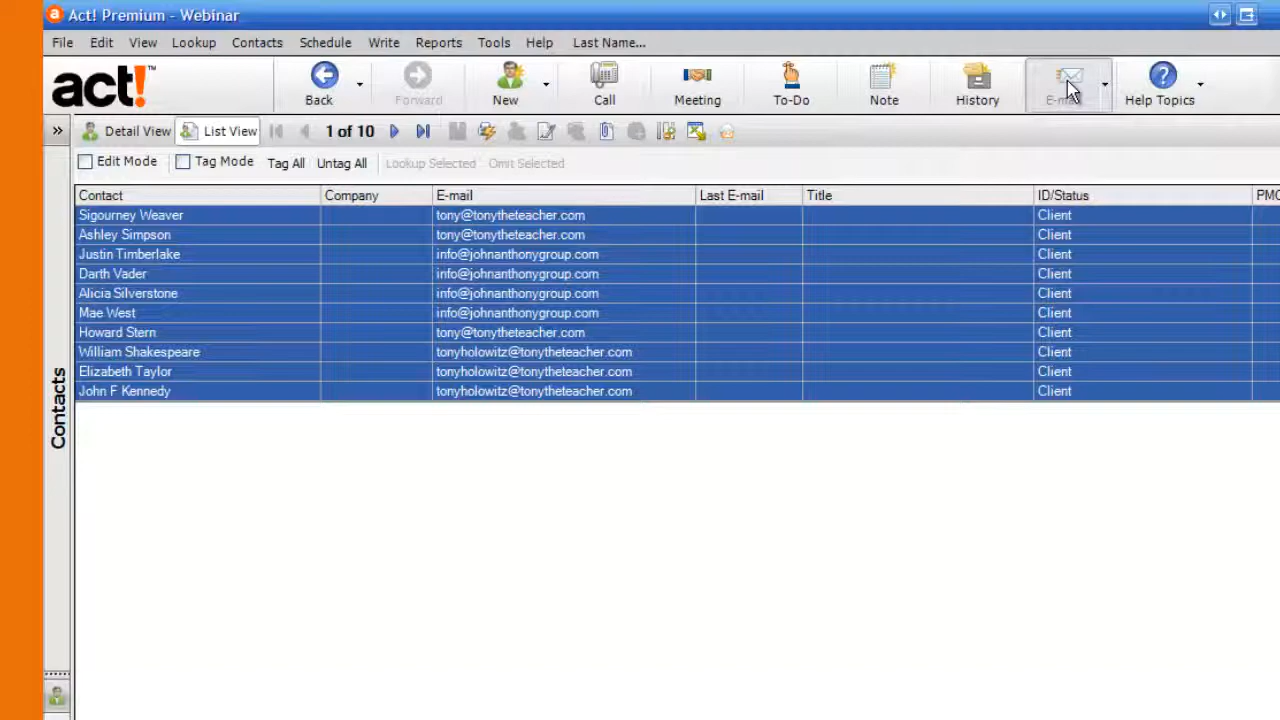 Act! Premium - Webinar
File Edit View Lookup Contacts Schedule Write Reports Tools Help Last Name...
act!™ Back Forward New Call Meeting To-Do Note History Help Topics
Detail View List View 1 of 10
Edit Mode Tag Mode Tag All Untag All Lookup Selected Omit Selected
Contact Company E-mail Last E-mail Title ID/Status
Sigourney Weaver tony@tonytheteacher.com Client
Ashley Simpson tony@tonytheteacher.com Client
Justin Timberlake info@johnanthonygroup.com Client
Darth Vader info@johnanthonygroup.com Client
Alicia Silverstone info@johnanthonygroup.com Client
Mae West info@johnanthonygroup.com Client
Howard Stern tony@tonytheteacher.com Client
William Shakespeare tonyholowitz@tonytheteacher.com Client
Elizabeth Taylor tonyholowitz@tonytheteacher.com Client
John F Kennedy tonyholowitz@tonytheteacher.com Client
Contacts